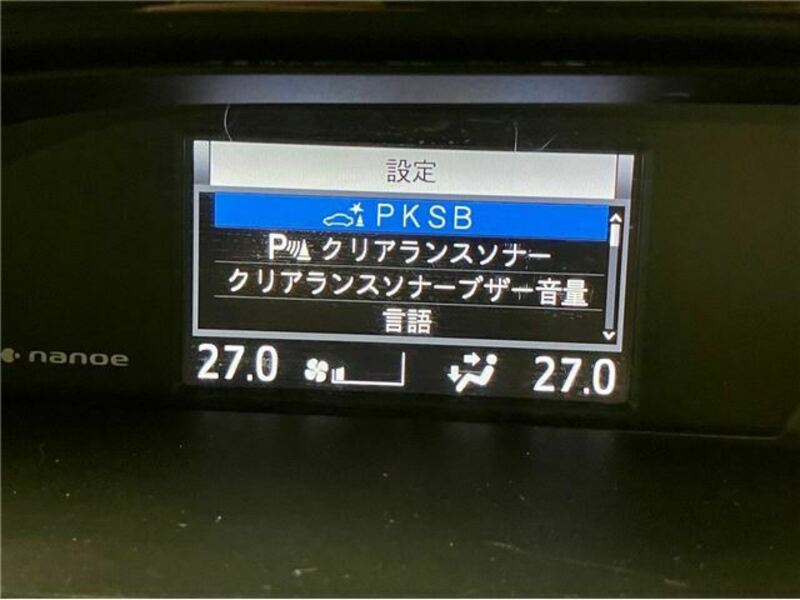 設定
PKSB
P クリアランスソナー
クリアランスソナーブザー音量
言語
nanoe
27.0 27.0